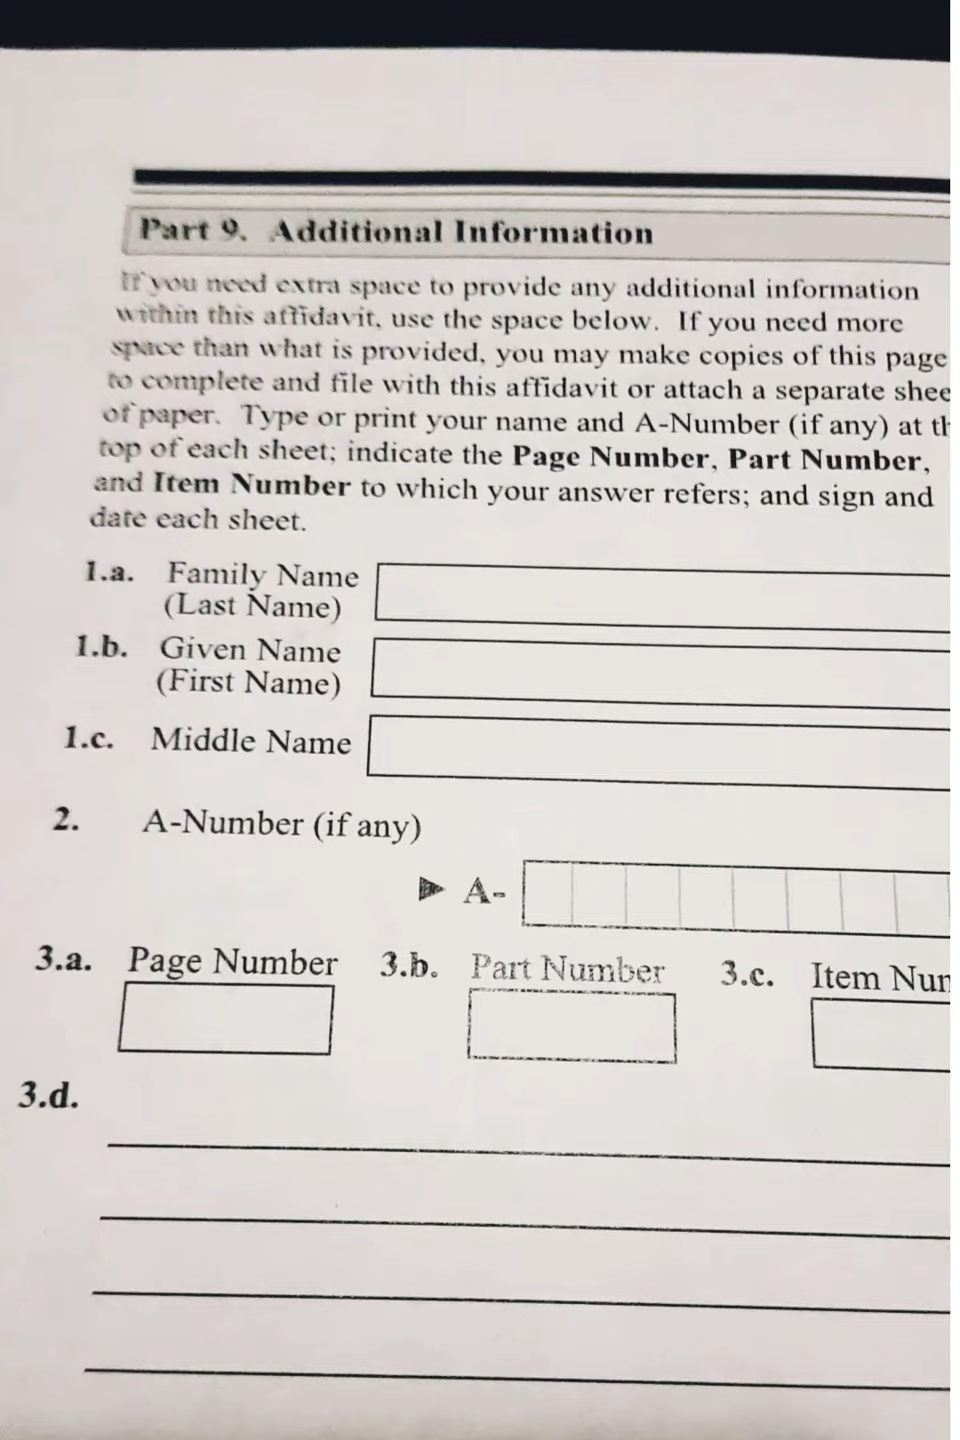 Part 9. Additional Information
If you need extra space to provide any additional information
within this affidavit, use the space below. If you need more
space than what is provided, you may make copies of this page
to complete and file with this affidavit or attach a separate shee
of paper. Type or print your name and A-Number (if any) at th
top of each sheet; indicate the Page Number, Part Number,
and Item Number to which your answer refers; and sign and
date each sheet.
1.a. Family Name
(Last Name)
1.b. Given Name
(First Name)
1.c. Middle Name
2. A-Number (if any)
► A-
3.a. Page Number 3.b. Part Number 3.c. Item Num
3.d.